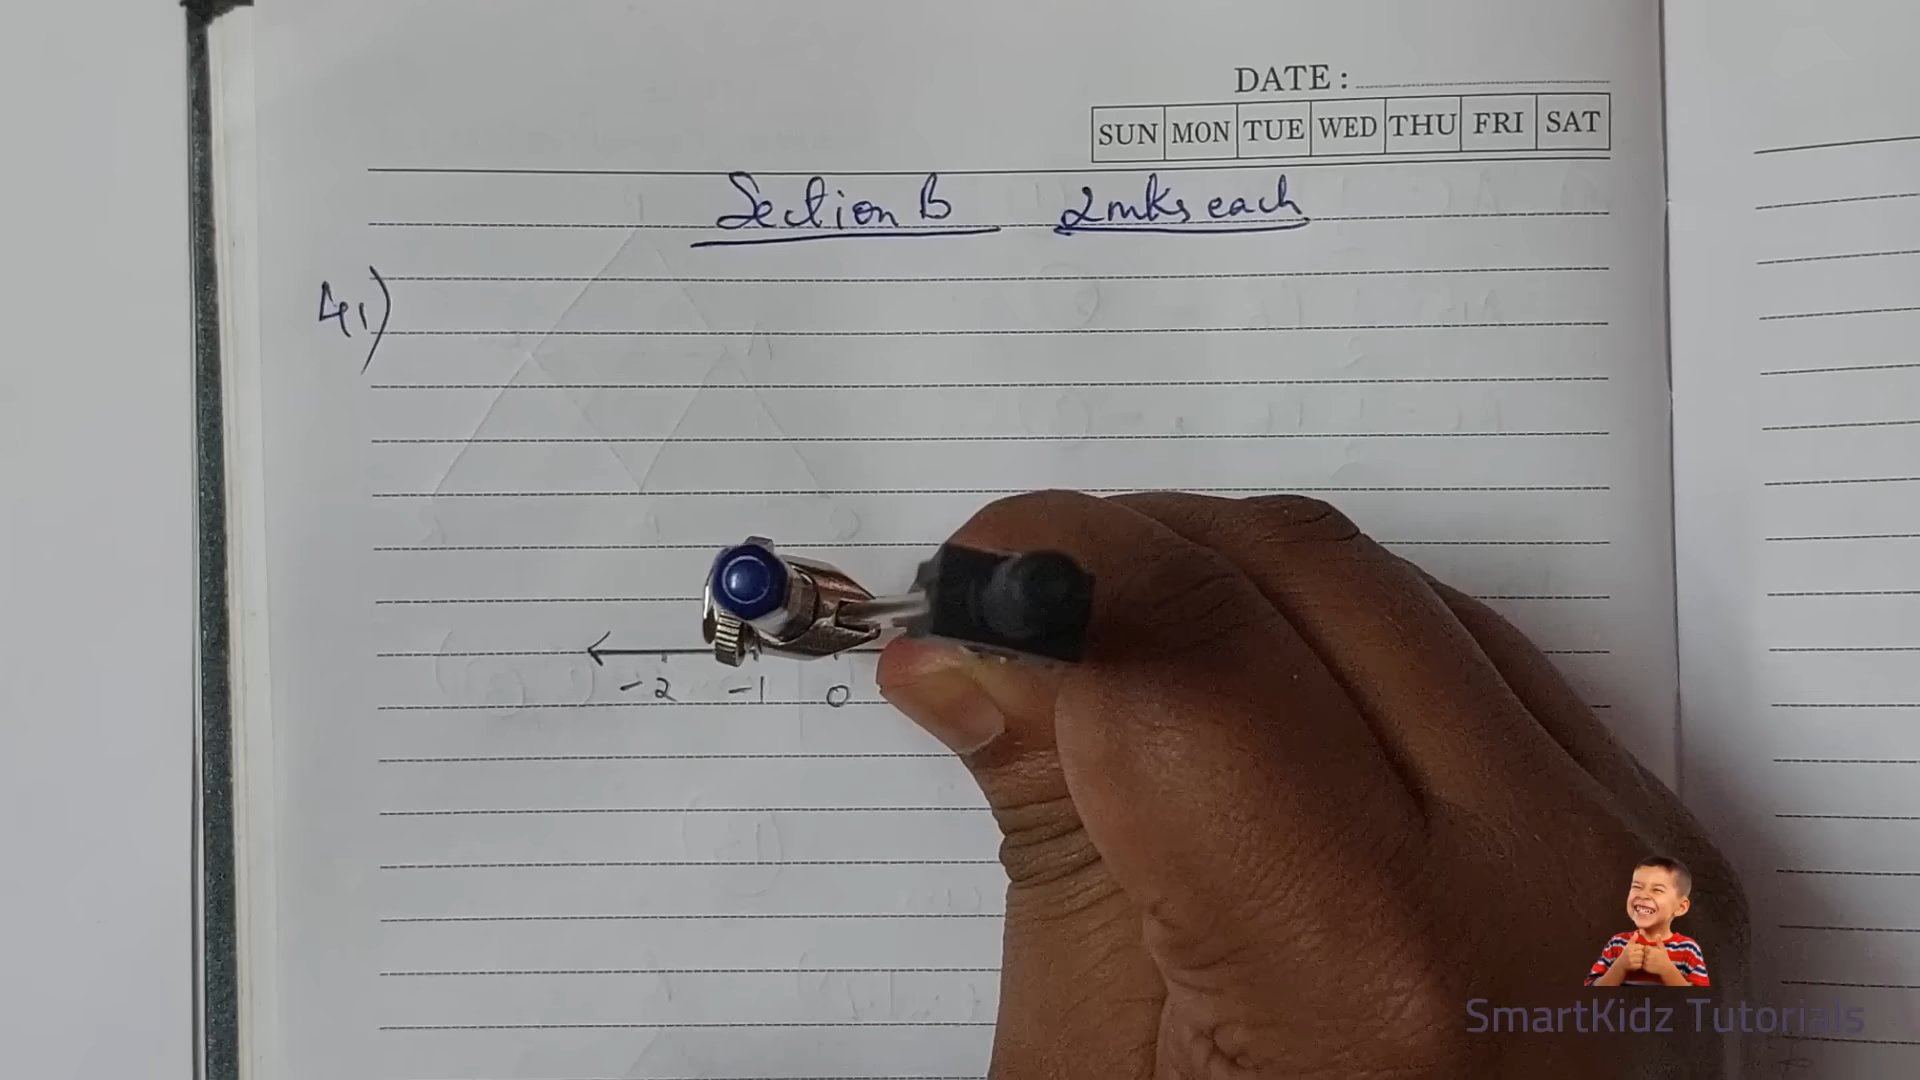 DATE :
SUN MON TUE WED THU FRI SAT
Section B 2mks each
41)
-2 -1 0
SmartKidz Tutorials